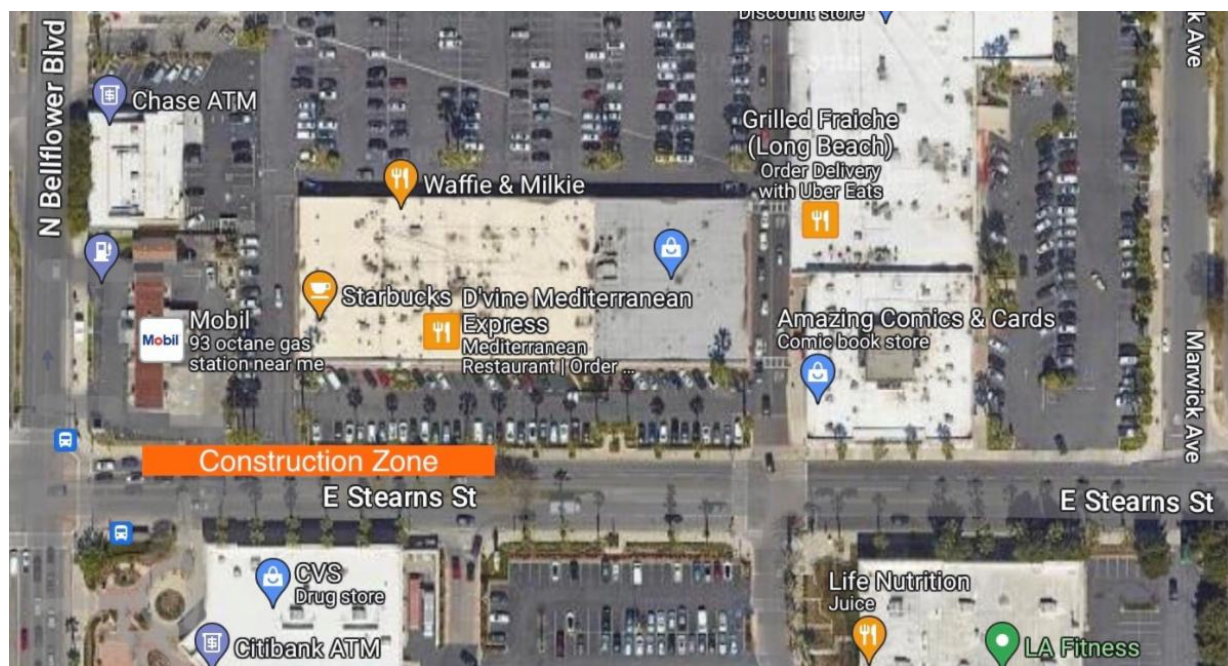 Discount store
k Ave
N Bellflower Blvd
Chase ATM
Grilled Fraiche
(Long Beach)
Order Delivery
with Uber Eats
Waffie & Milkie
Starbucks
D'vine Mediterranean
Express
Mediterranean
Restaurant | Order ...
Mobil
Mobil
93 octane gas
station near me
Amazing Comics & Cards
Comic book store
Marwick Ave
Construction Zone
E Stearns St
E Stearns St
CVS
Drug store
Life Nutrition
Juice
Citibank ATM
LA Fitness